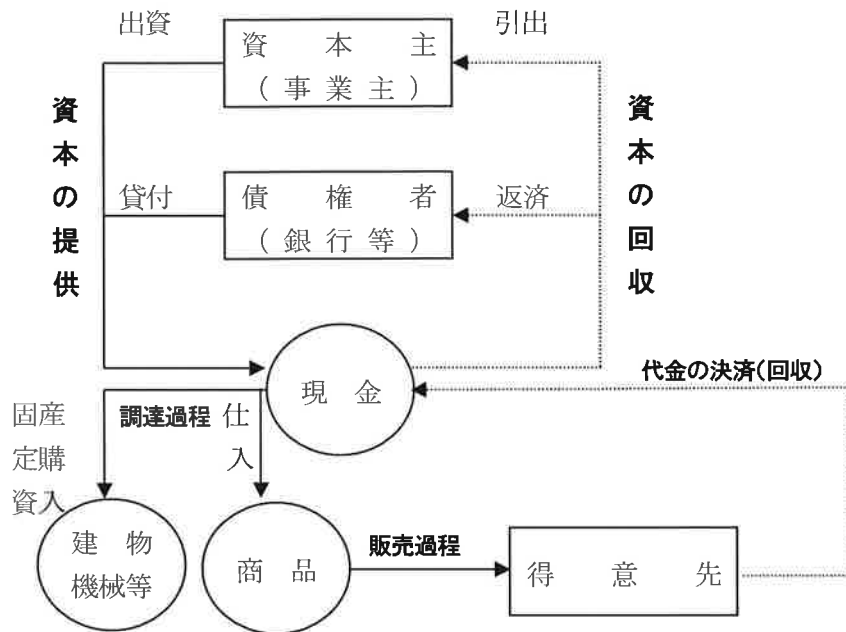 出資
資本主
(事業主)
引出
資本の提供
資本の回収
貸付
債権者
(銀行等)
返済
現金
代金の決済(回収)
固定資産購入
調達過程
仕入
建物
機械等
商品
販売過程
得意先